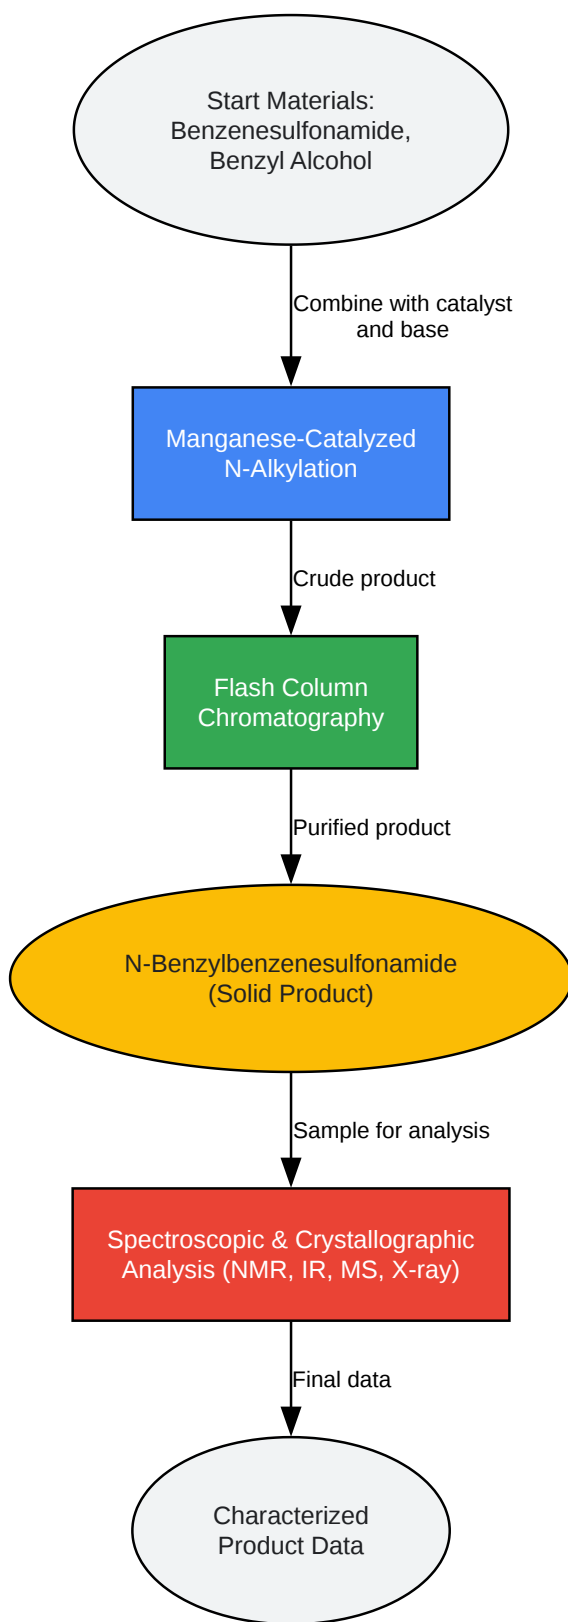 Start Materials:
Benzenesulfonamide,
Benzyl Alcohol
Combine with catalyst
and base
Manganese-Catalyzed
N-Alkylation
Crude product
Flash Column
Chromatography
Purified product
N-Benzylbenzenesulfonamide
(Solid Product)
Sample for analysis
Spectroscopic & Crystallographic
Analysis (NMR, IR, MS, X-ray)
Final data
Characterized
Product Data